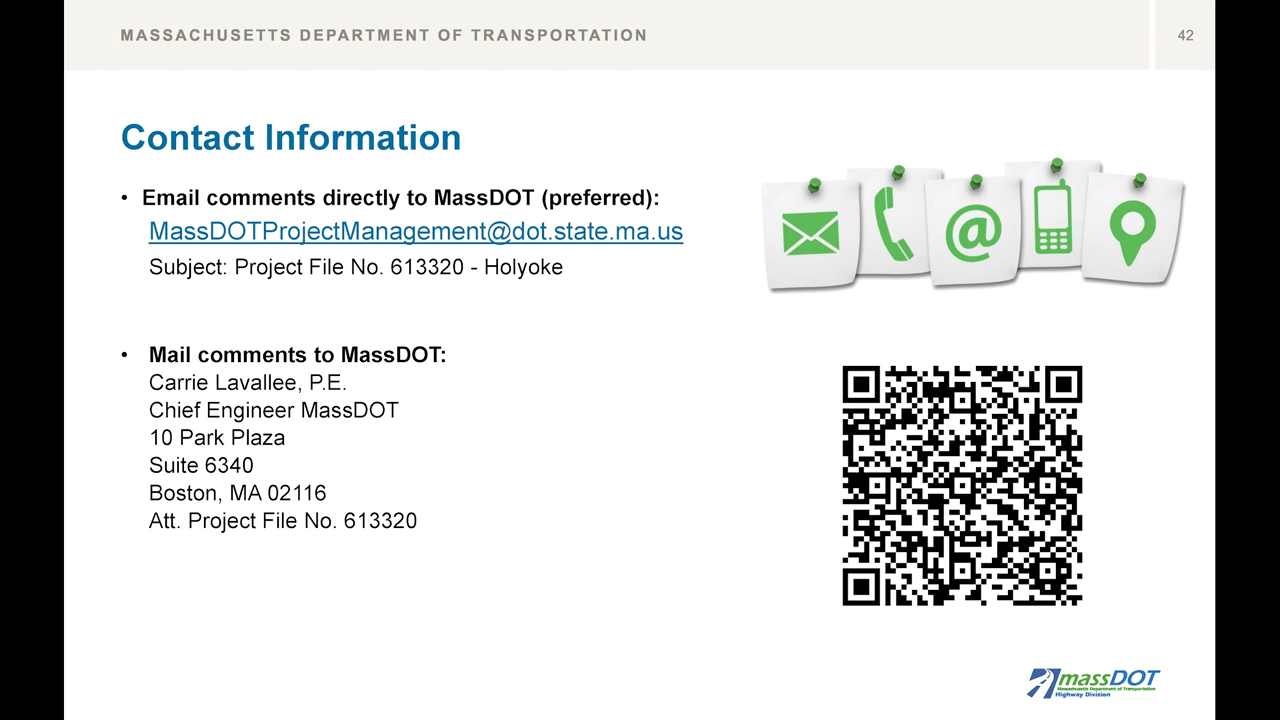 MASSACHUSETTS DEPARTMENT OF TRANSPORTATION
42
Contact Information
• Email comments directly to MassDOT (preferred):
MassDOTProjectManagement@dot.state.ma.us
Subject: Project File No. 613320 - Holyoke
• Mail comments to MassDOT:
Carrie Lavallee, P.E.
Chief Engineer MassDOT
10 Park Plaza
Suite 6340
Boston, MA 02116
Att. Project File No. 613320
@
massDOT
Massachusetts Department of Transportation
Highway Division